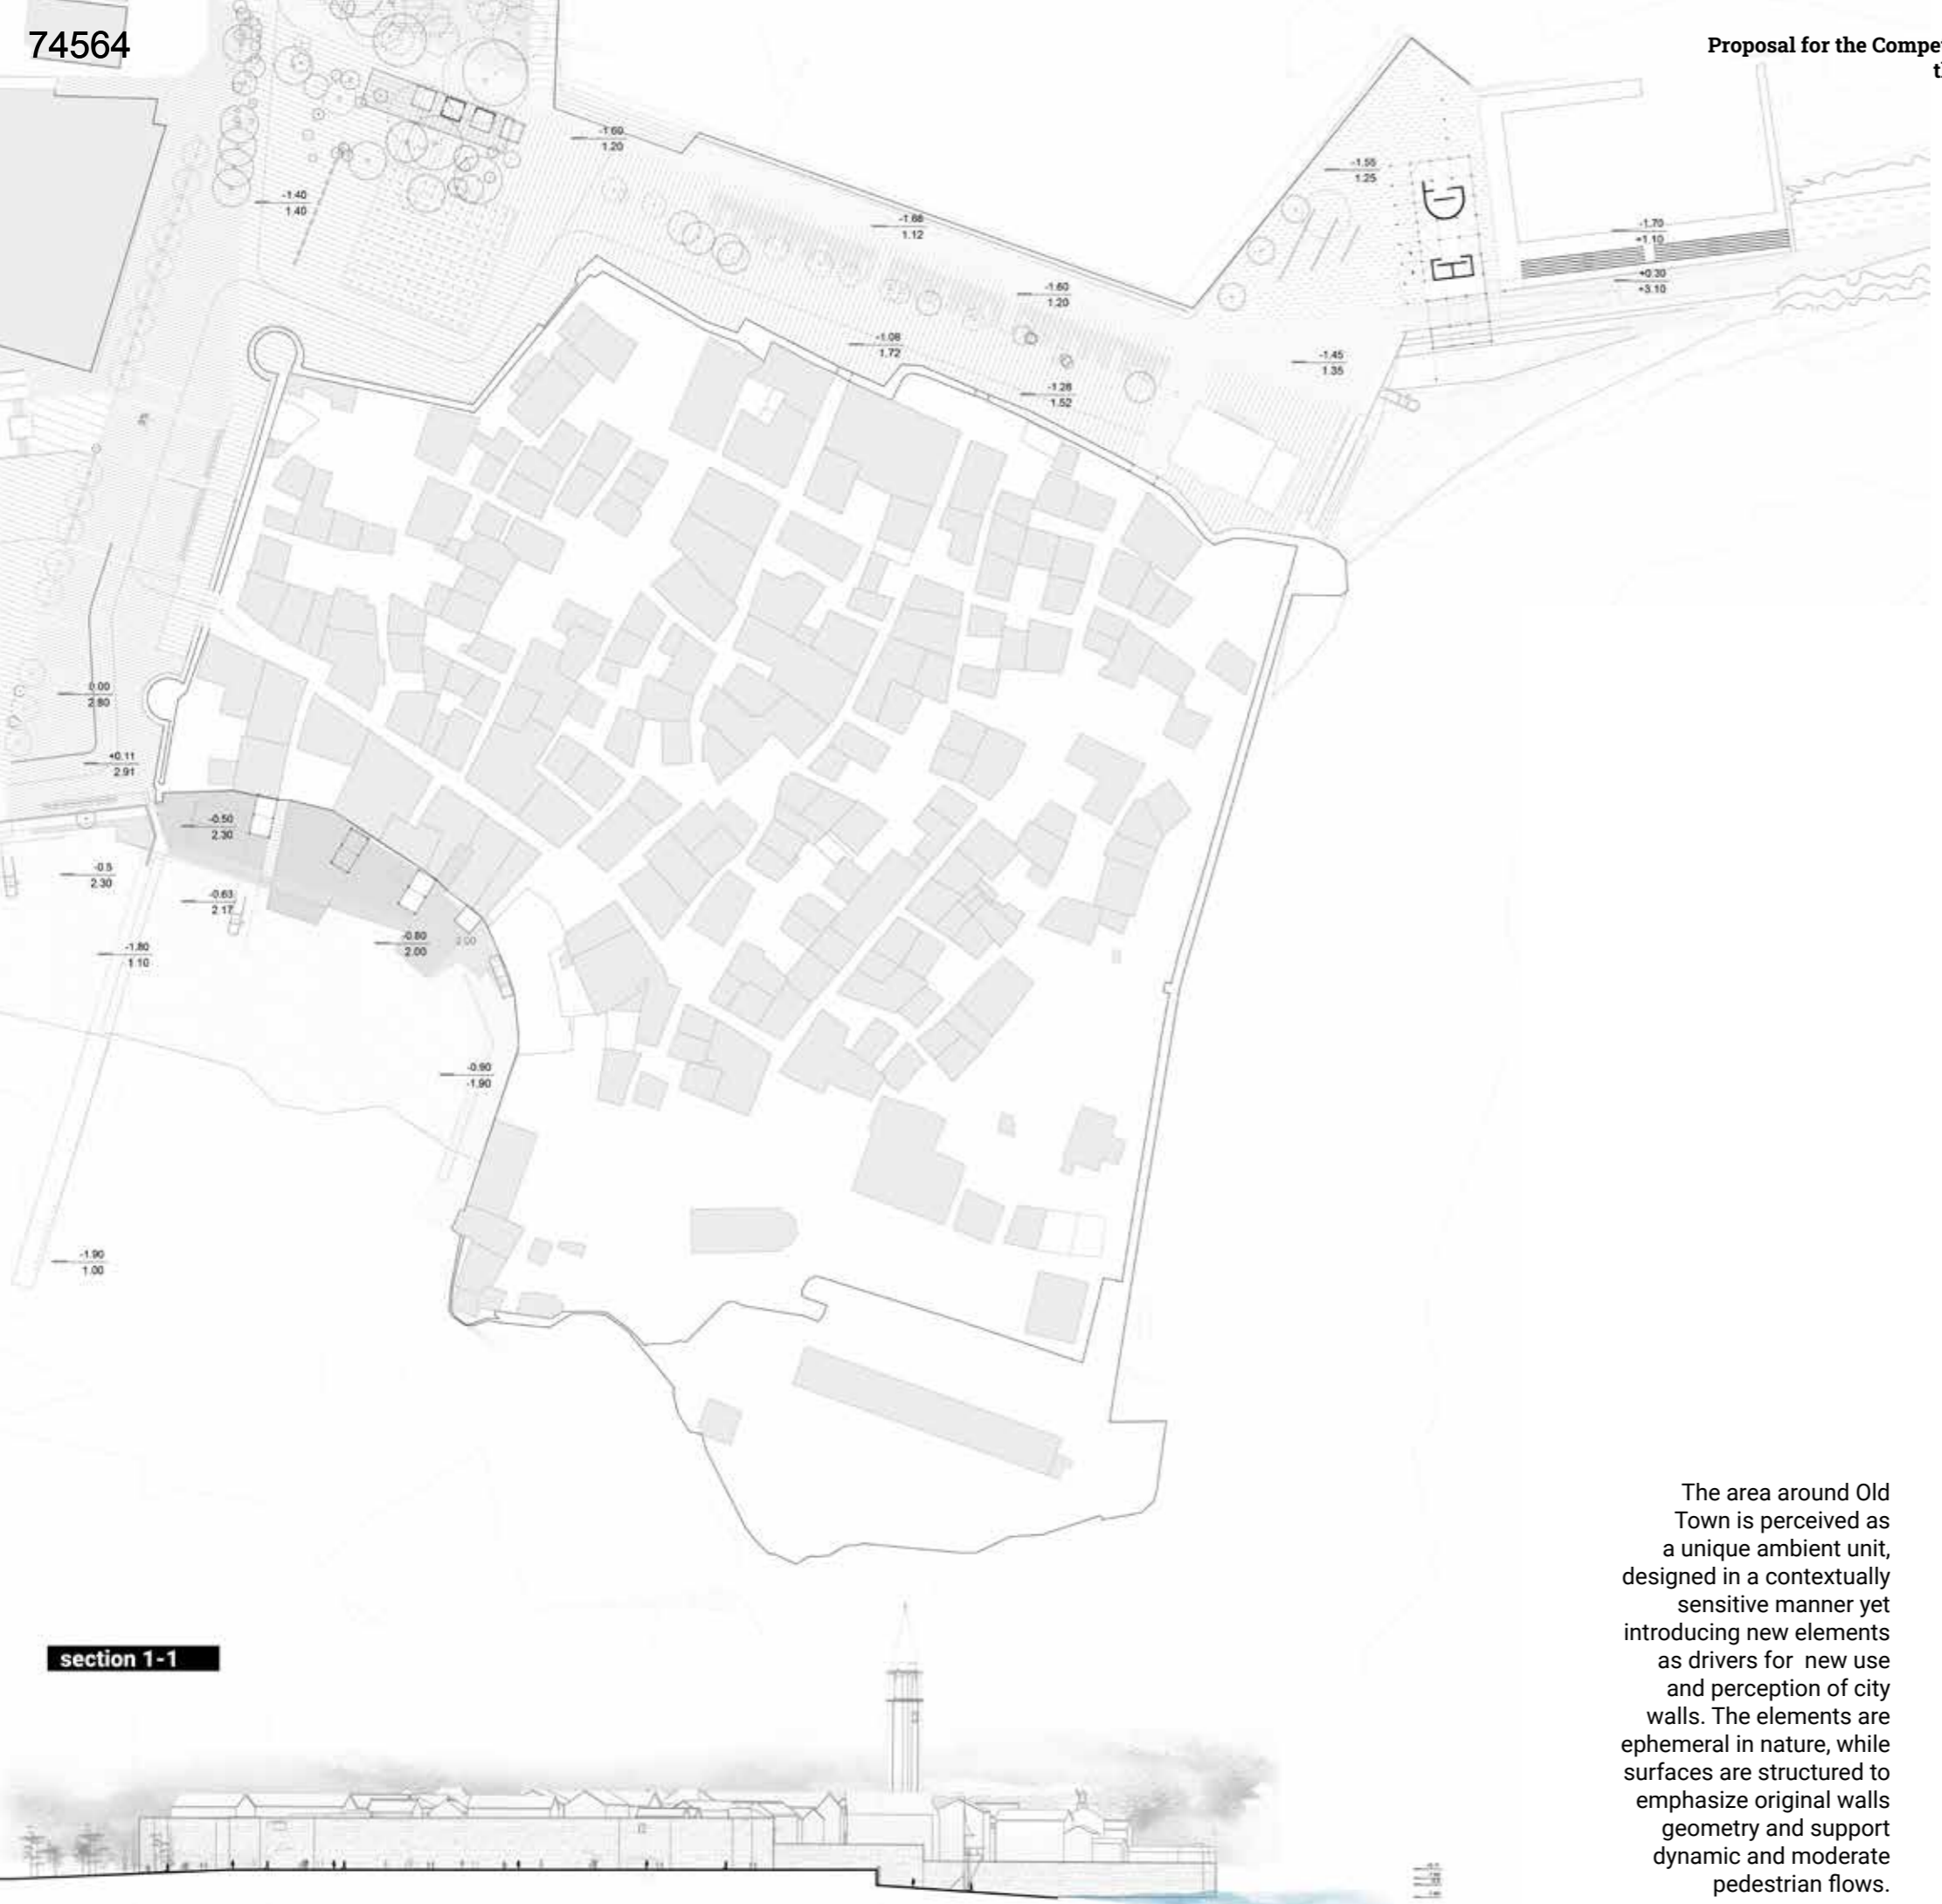 74564
Proposal for the Compe
-1.60
1.20
-1.40
1.40
-1.55
1.25
-1.66
1.12
-1.70
+1.10
+0.30
+3.10
-1.60
1.20
-1.08
1.72
-1.45
1.35
-1.28
1.52
0.00
2.80
+0.11
2.91
-0.50
2.30
-0.5
2.30
-0.63
2.17
-0.80
2.00
-1.80
1.10
-0.90
-1.90
-1.90
1.00
The area around Old
Town is perceived as
a unique ambient unit,
designed in a contextually
sensitive manner yet
introducing new elements
as drivers for new use
and perception of city
walls. The elements are
ephemeral in nature, while
surfaces are structured to
emphasize original walls
geometry and support
dynamic and moderate
pedestrian flows.
section 1-1